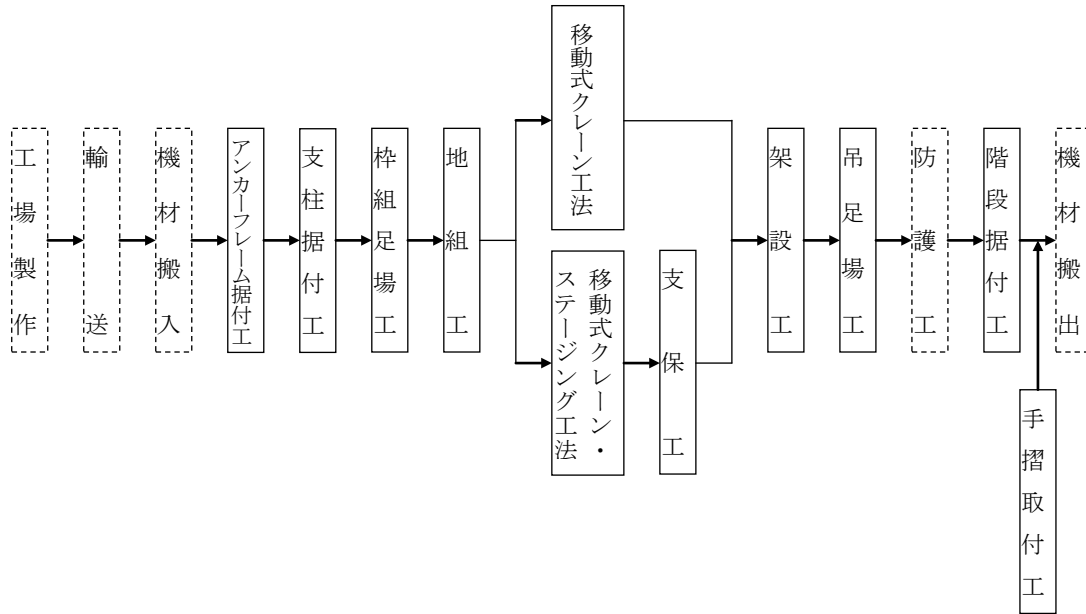 工場製作
輸送
機材搬入
アンカーフレーム据付工
支柱据付工
枠組足場工
地組工
移動式クレーン工法
移動式クレーン・
ステージング工法
支保工
架設工
吊足場工
防護工
階段据付工
手摺取付工
機材搬出